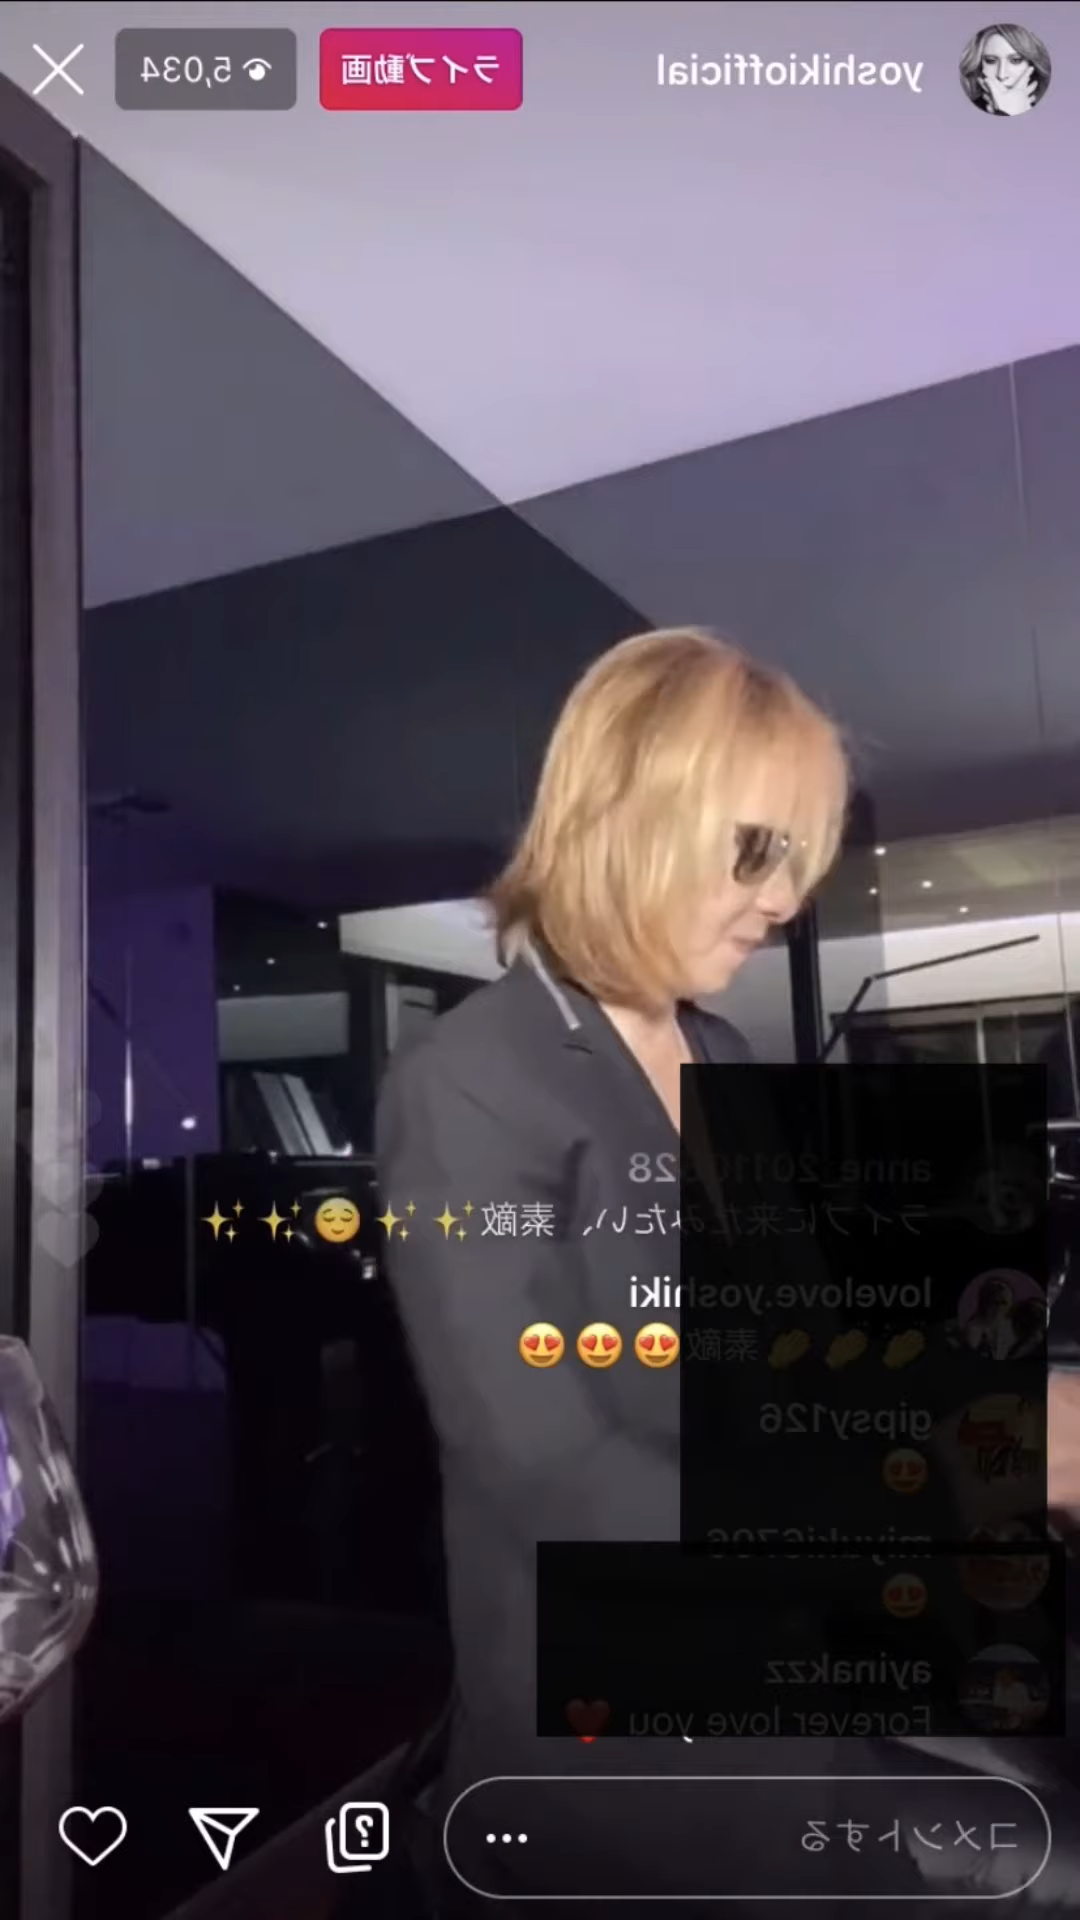 yoshikiofficial
ライブ動画
5,034
ライブに来たみたい、素敵✨✨😌✨✨
lovelove.yoshiki
👏👏👏素敵😍😍😍
gipsy126
😍
miyuki6796
😍
ayinakzz
Forever love you ❤️
コメントする